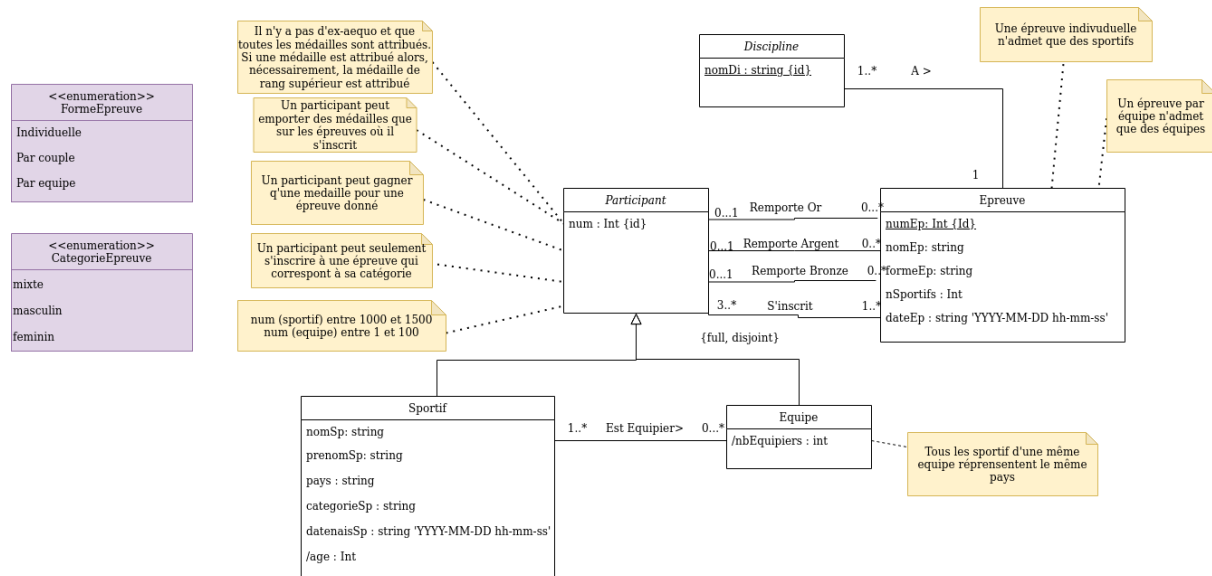 <<enumeration>>
FormeEpreuve
Individuelle
Par couple
Par equipe
<<enumeration>>
CategorieEpreuve
mixte
masculin
feminin
Il n'y a pas d'ex-aequo et que
toutes les médailles sont attribués.
Si une médaille est attribué alors,
nécessairement, la médaille de
rang supérieur est attribué
Un participant peut
emporter des médailles que
sur les épreuves où il
s'inscrit
Un participant peut gagner
q'une medaille pour une
épreuve donné
Un participant peut seulement
s'inscrire à une épreuve qui
correspont à sa catégorie
num (sportif) entre 1000 et 1500
num (equipe) entre 1 et 100
Discipline
nomDi : string {id}
1..*
A >
1
Une épreuve indivuduelle
n'admet que des sportifs
Un épreuve par
équipe n'admet
que des équipes
Participant
num : Int {id}
0...1
Remporte Or
0...*
0...1
Remporte Argent
0..*
0...1
Remporte Bronze
0..*
3..*
S'inscrit
1..*
Epreuve
numEp: Int {Id}
nomEp: string
formeEp: string
nSportifs : Int
dateEp : string 'YYYY-MM-DD hh-mm-ss'
{full, disjoint}
Sportif
nomSp: string
prenomSp: string
pays : string
categorieSp : string
datenaisSp : string 'YYYY-MM-DD hh-mm-ss'
/age : Int
1..*
Est Equipier>
0...*
Equipe
/nbEquipiers : int
Tous les sportif d'une même
equipe réprensentent le même
pays